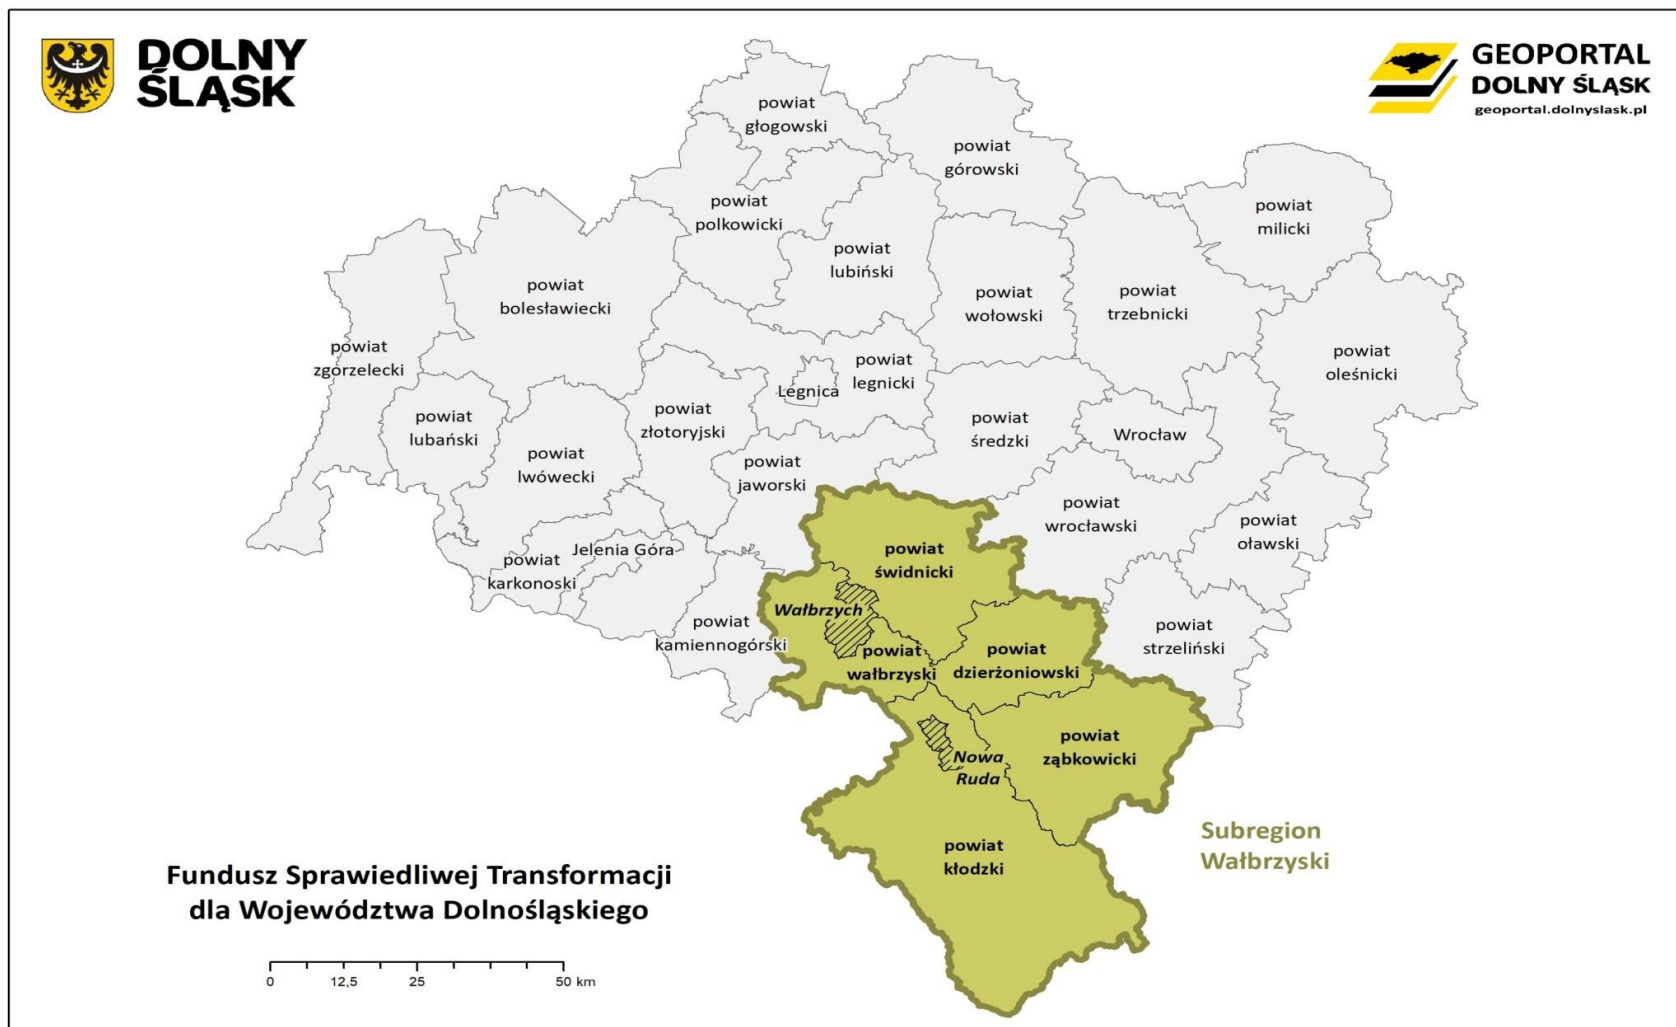 DOLNY
ŚLĄSK
GEOPORTAL
DOLNY ŚLĄSK
geoportal.dolnyslask.pl
powiat
głogowski
powiat
górowski
powiat
polkowicki
powiat
milicki
powiat
lubiński
powiat
bolesławiecki
powiat
wołowski
powiat
trzebnicki
powiat
zgorzelecki
powiat
legnicki
Legnica
powiat
oleśnicki
powiat
lubański
powiat
złotoryjski
powiat
średzki
Wrocław
powiat
lwówecki
powiat
jaworski
powiat
wrocławski
powiat
oławski
Jelenia Góra
powiat
karkonoski
powiat
świdnicki
Wałbrzych
powiat
kamiennogórski
powiat
strzeliński
powiat
wałbrzyski
powiat
dzierżoniowski
powiat
ząbkowicki
Nowa
Ruda
powiat
kłodzki
Subregion
Wałbrzyski
Fundusz Sprawiedliwej Transformacji
dla Województwa Dolnośląskiego
0 12,5 25 50 km